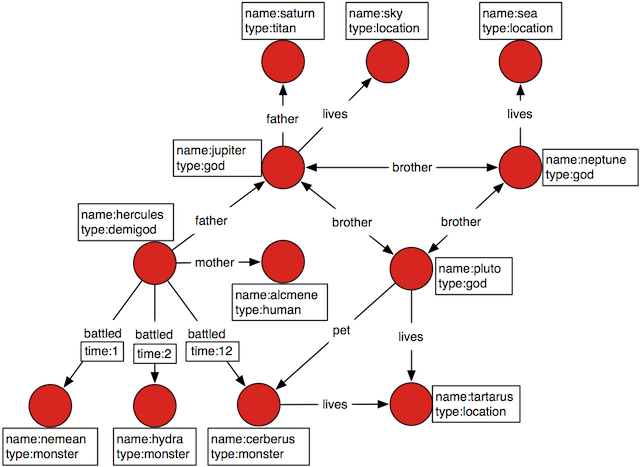 name:saturn
type:titan
name:sky
type:location
name:sea
type:location
father
lives
lives
name:jupiter
type:god
brother
name:neptune
type:god
name:hercules
type:demigod
father
brother
brother
mother
name:alcmene
type:human
name:pluto
type:god
battled
time:1
battled
time:2
battled
time:12
pet
lives
name:nemean
type:monster
name:hydra
type:monster
name:cerberus
type:monster
lives
name:tartarus
type:location